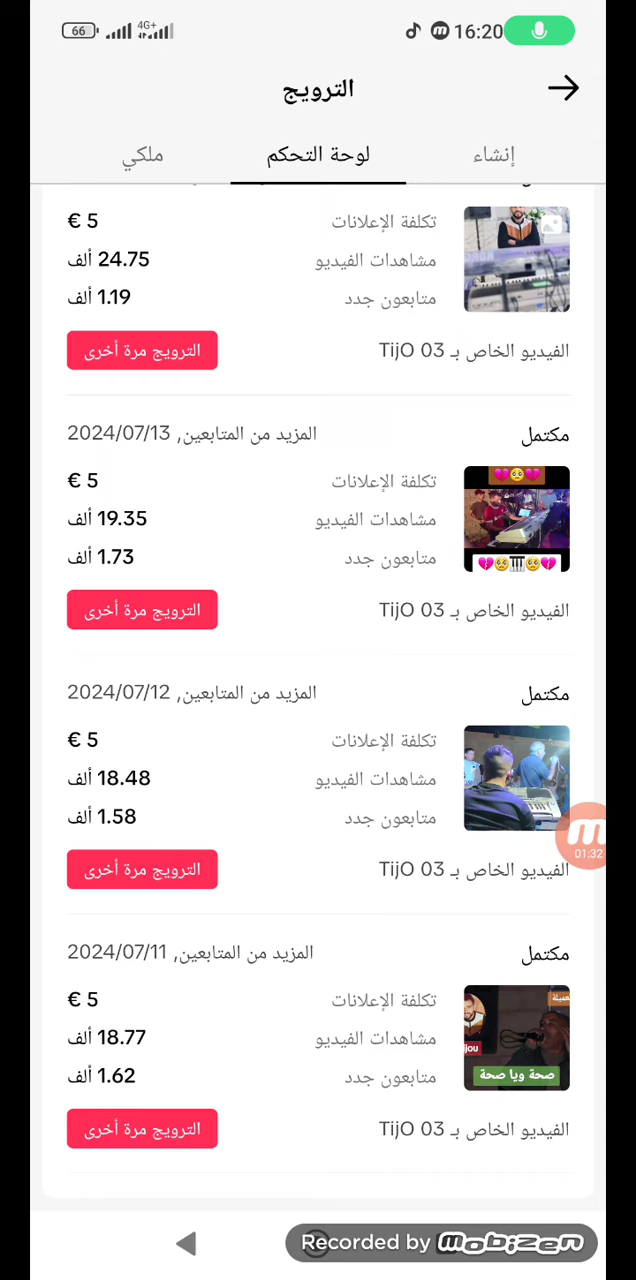 66 4G+ 16:20
الترويج
إنشاء لوحة التحكم ملكي
تكلفة الإعلانات 5 €
مشاهدات الفيديو 24.75 ألف
متابعون جدد 1.19 ألف
الفيديو الخاص بـ TijO 03 الترويج مرة أخرى
مكتمل المزيد من المتابعين, 2024/07/13
تكلفة الإعلانات 5 €
مشاهدات الفيديو 19.35 ألف
متابعون جدد 1.73 ألف
الفيديو الخاص بـ TijO 03 الترويج مرة أخرى
مكتمل المزيد من المتابعين, 2024/07/12
تكلفة الإعلانات 5 €
مشاهدات الفيديو 18.48 ألف
متابعون جدد 1.58 ألف
01:32
الفيديو الخاص بـ TijO 03 الترويج مرة أخرى
مكتمل المزيد من المتابعين, 2024/07/11
تكلفة الإعلانات 5 €
مشاهدات الفيديو 18.77 ألف
متابعون جدد 1.62 ألف
صحة ويا صحة
الفيديو الخاص بـ TijO 03 الترويج مرة أخرى
Recorded by mobizen